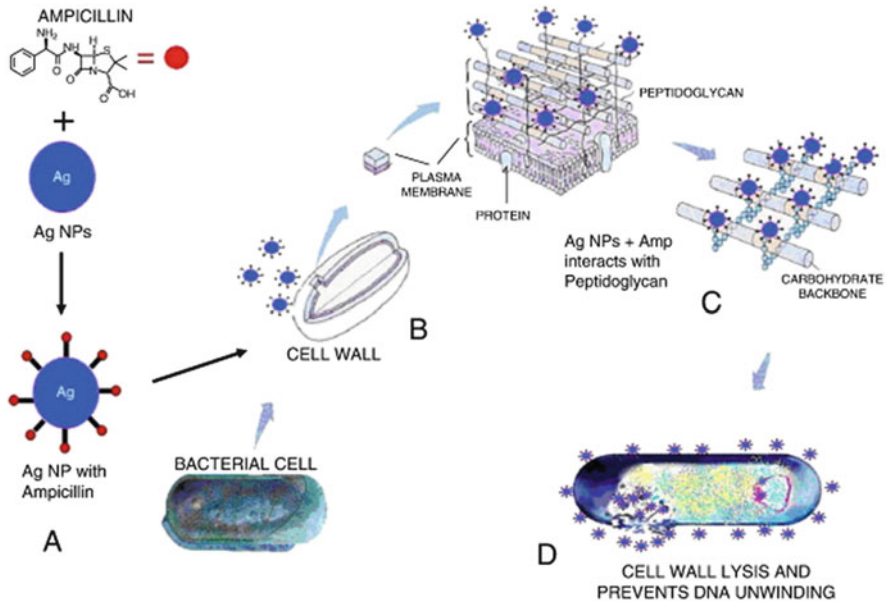 AMPICILLIN
NH2
H
NH
S
O
N
O
O
OH
=
+
Ag
Ag NPs
Ag
Ag NP with
Ampicillin
A
BACTERIAL CELL
CELL WALL
B
PLASMA
MEMBRANE
PROTEIN
PEPTIDOGLYCAN
Ag NPs + Amp
interacts with
Peptidoglycan
CARBOHYDRATE
BACKBONE
C
D
CELL WALL LYSIS AND
PREVENTS DNA UNWINDING